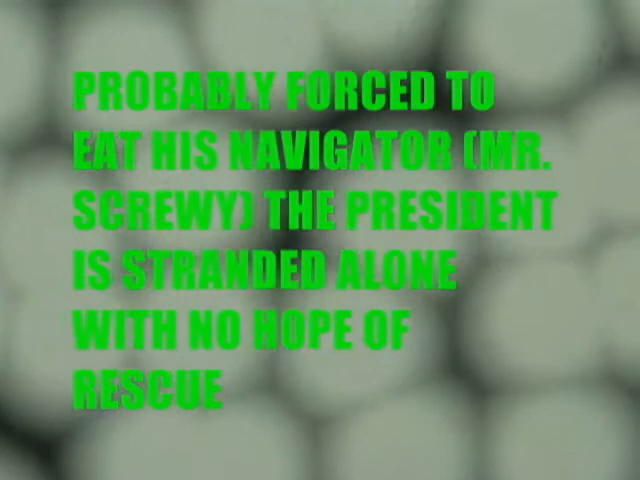 PROBABLY FORCED TO
EAT HIS NAVIGATOR (MR.
SCREWY) THE PRESIDENT
IS STRANDED ALONE
WITH NO HOPE OF
RESCUE